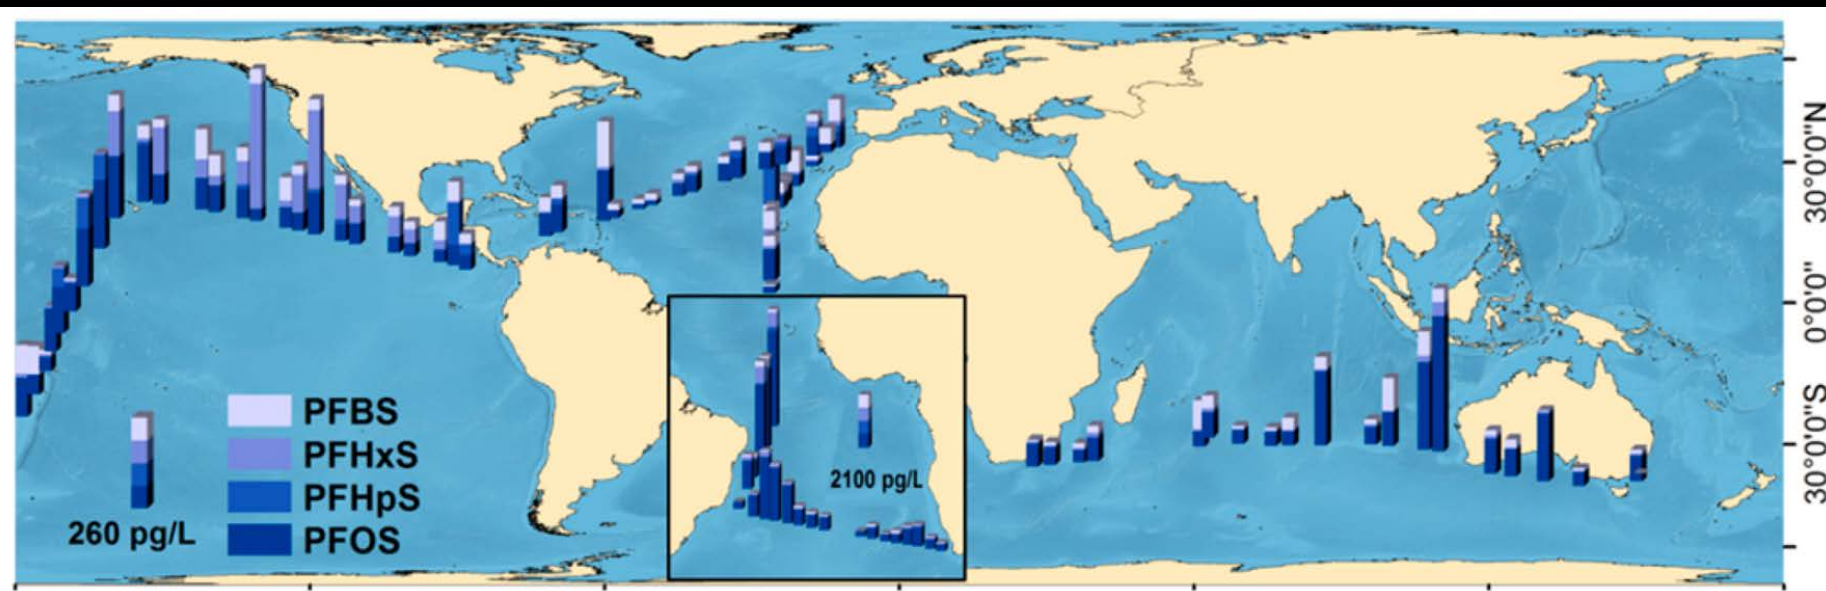 PFBS
PFHxS
PFHpS
PFOS
260 pg/L
2100 pg/L
30°0'0"N
0°0'0"
30°0'0"S